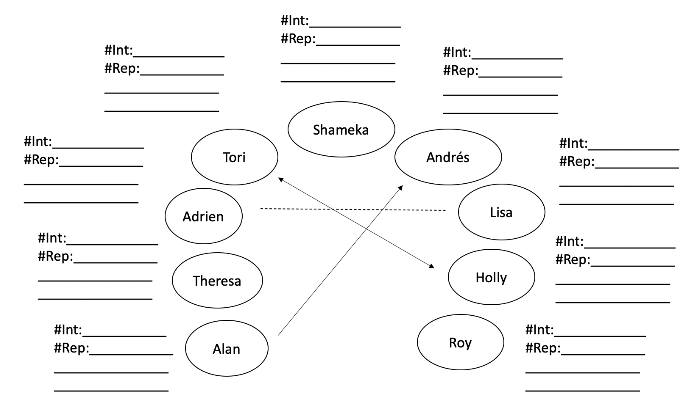 #Int:
#Rep:
#Int:
#Rep:
#Int:
#Rep:
Shameka
Tori
Andrés
#Int:
#Rep:
#Int:
#Rep:
Adrien
Lisa
#Int:
#Rep:
#Int:
#Rep:
Theresa
Holly
#Int:
#Rep:
#Int:
#Rep:
Alan
Roy